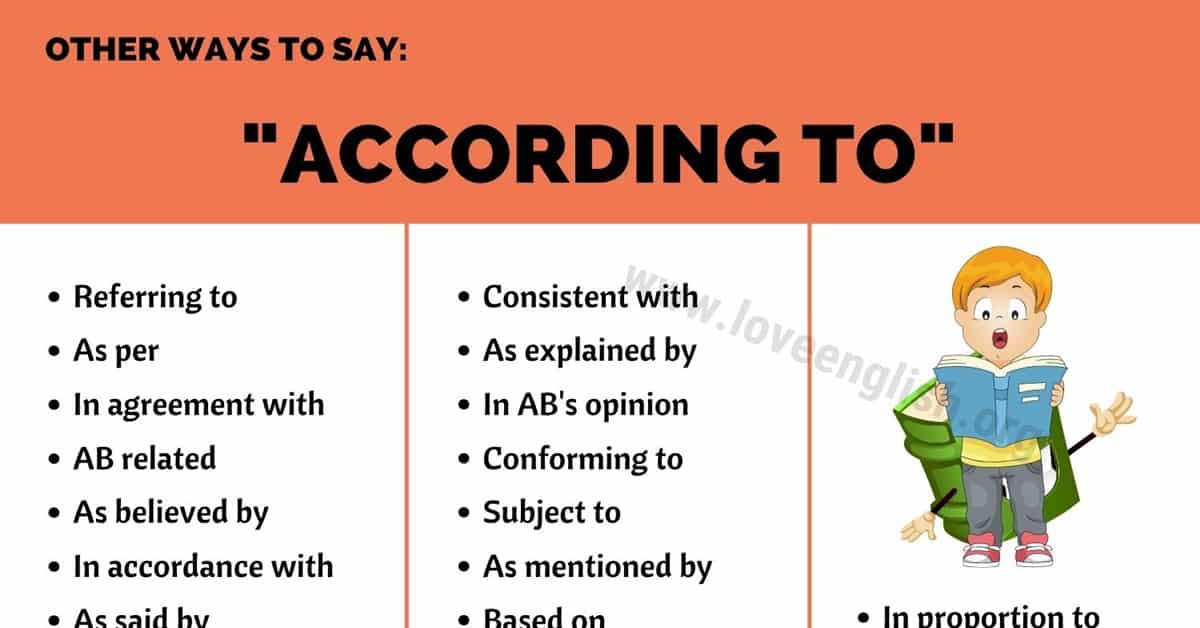 OTHER WAYS TO SAY:
"ACCORDING TO"
• Referring to
• As per
• In agreement with
• AB related
• As believed by
• In accordance with
• As said by
• Consistent with
• As explained by
• In AB's opinion
• Conforming to
• Subject to
• As mentioned by
• Based on
• In proportion to
www.loveenglish.org